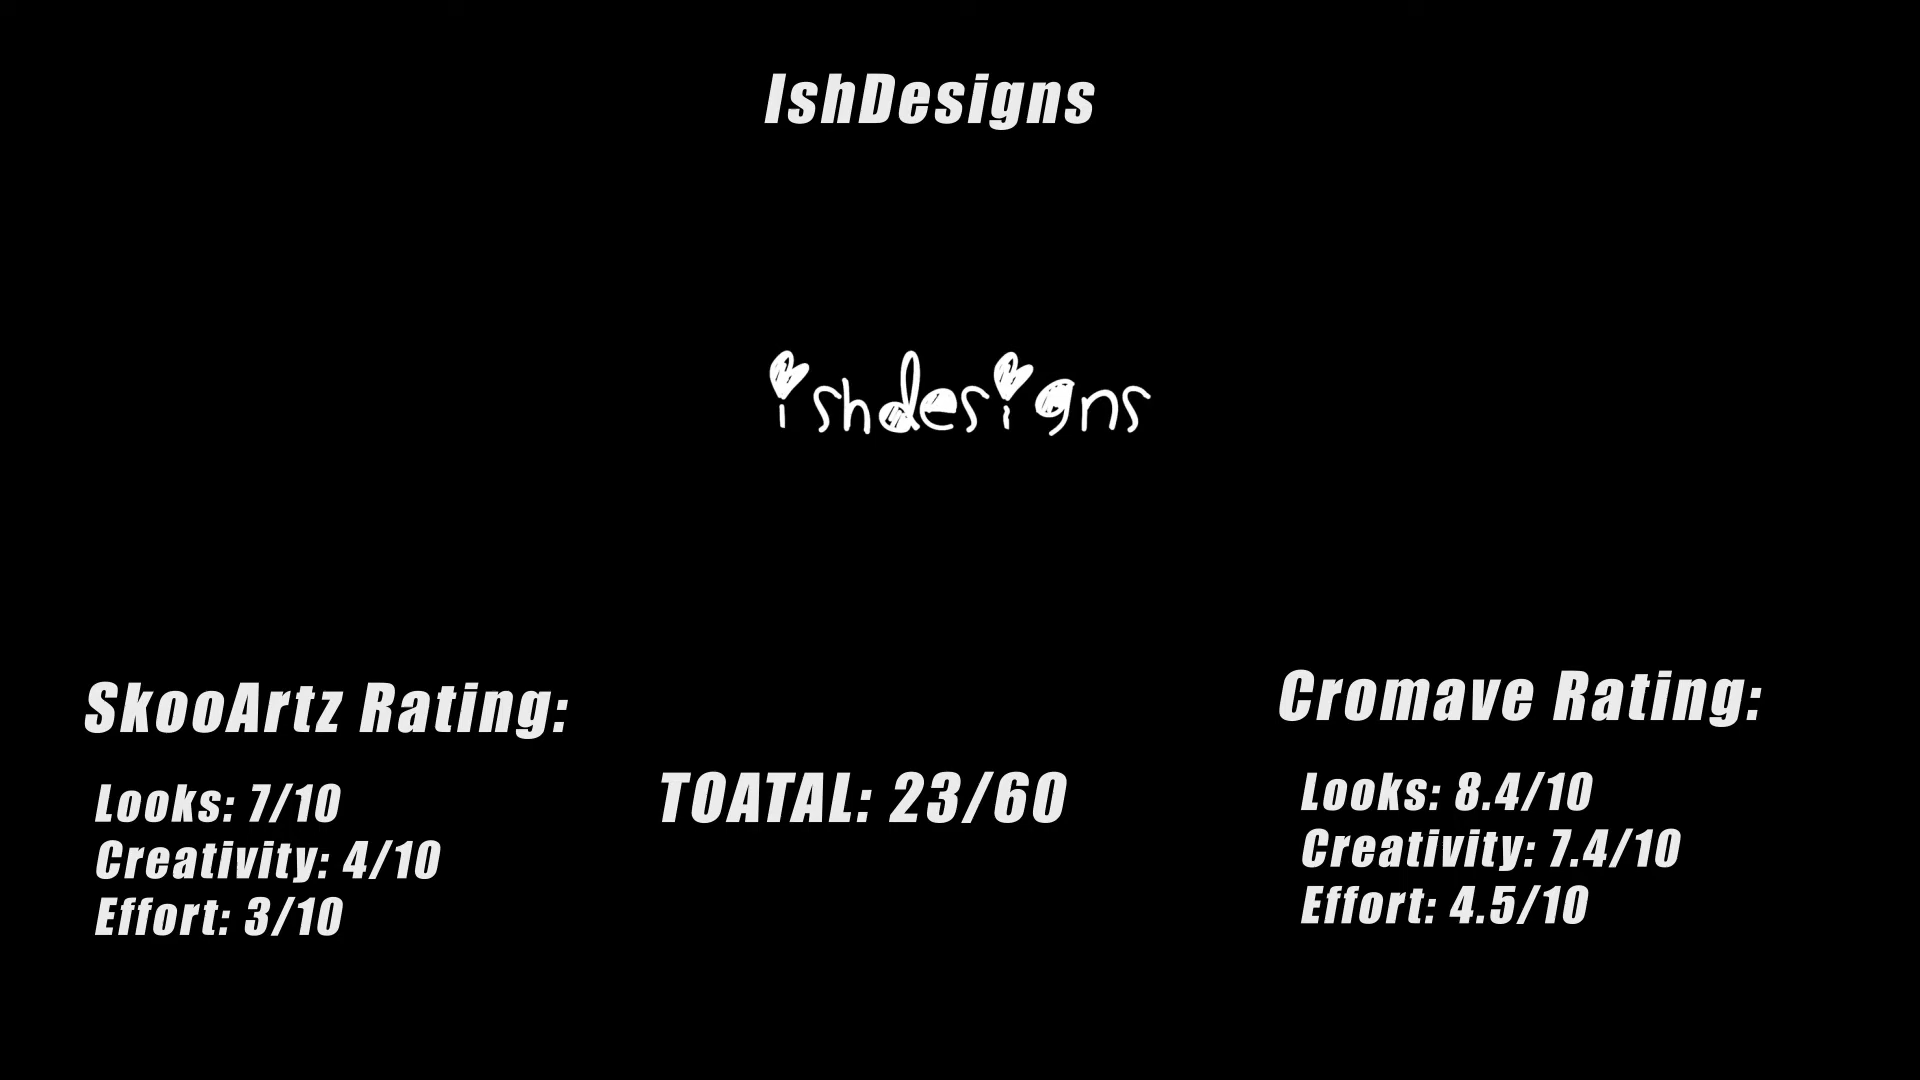 IshDesigns
ishdesigns
SkooArtz Rating:
Looks: 7/10
Creativity: 4/10
Effort: 3/10
TOATAL: 23/60
Cromave Rating:
Looks: 8.4/10
Creativity: 7.4/10
Effort: 4.5/10